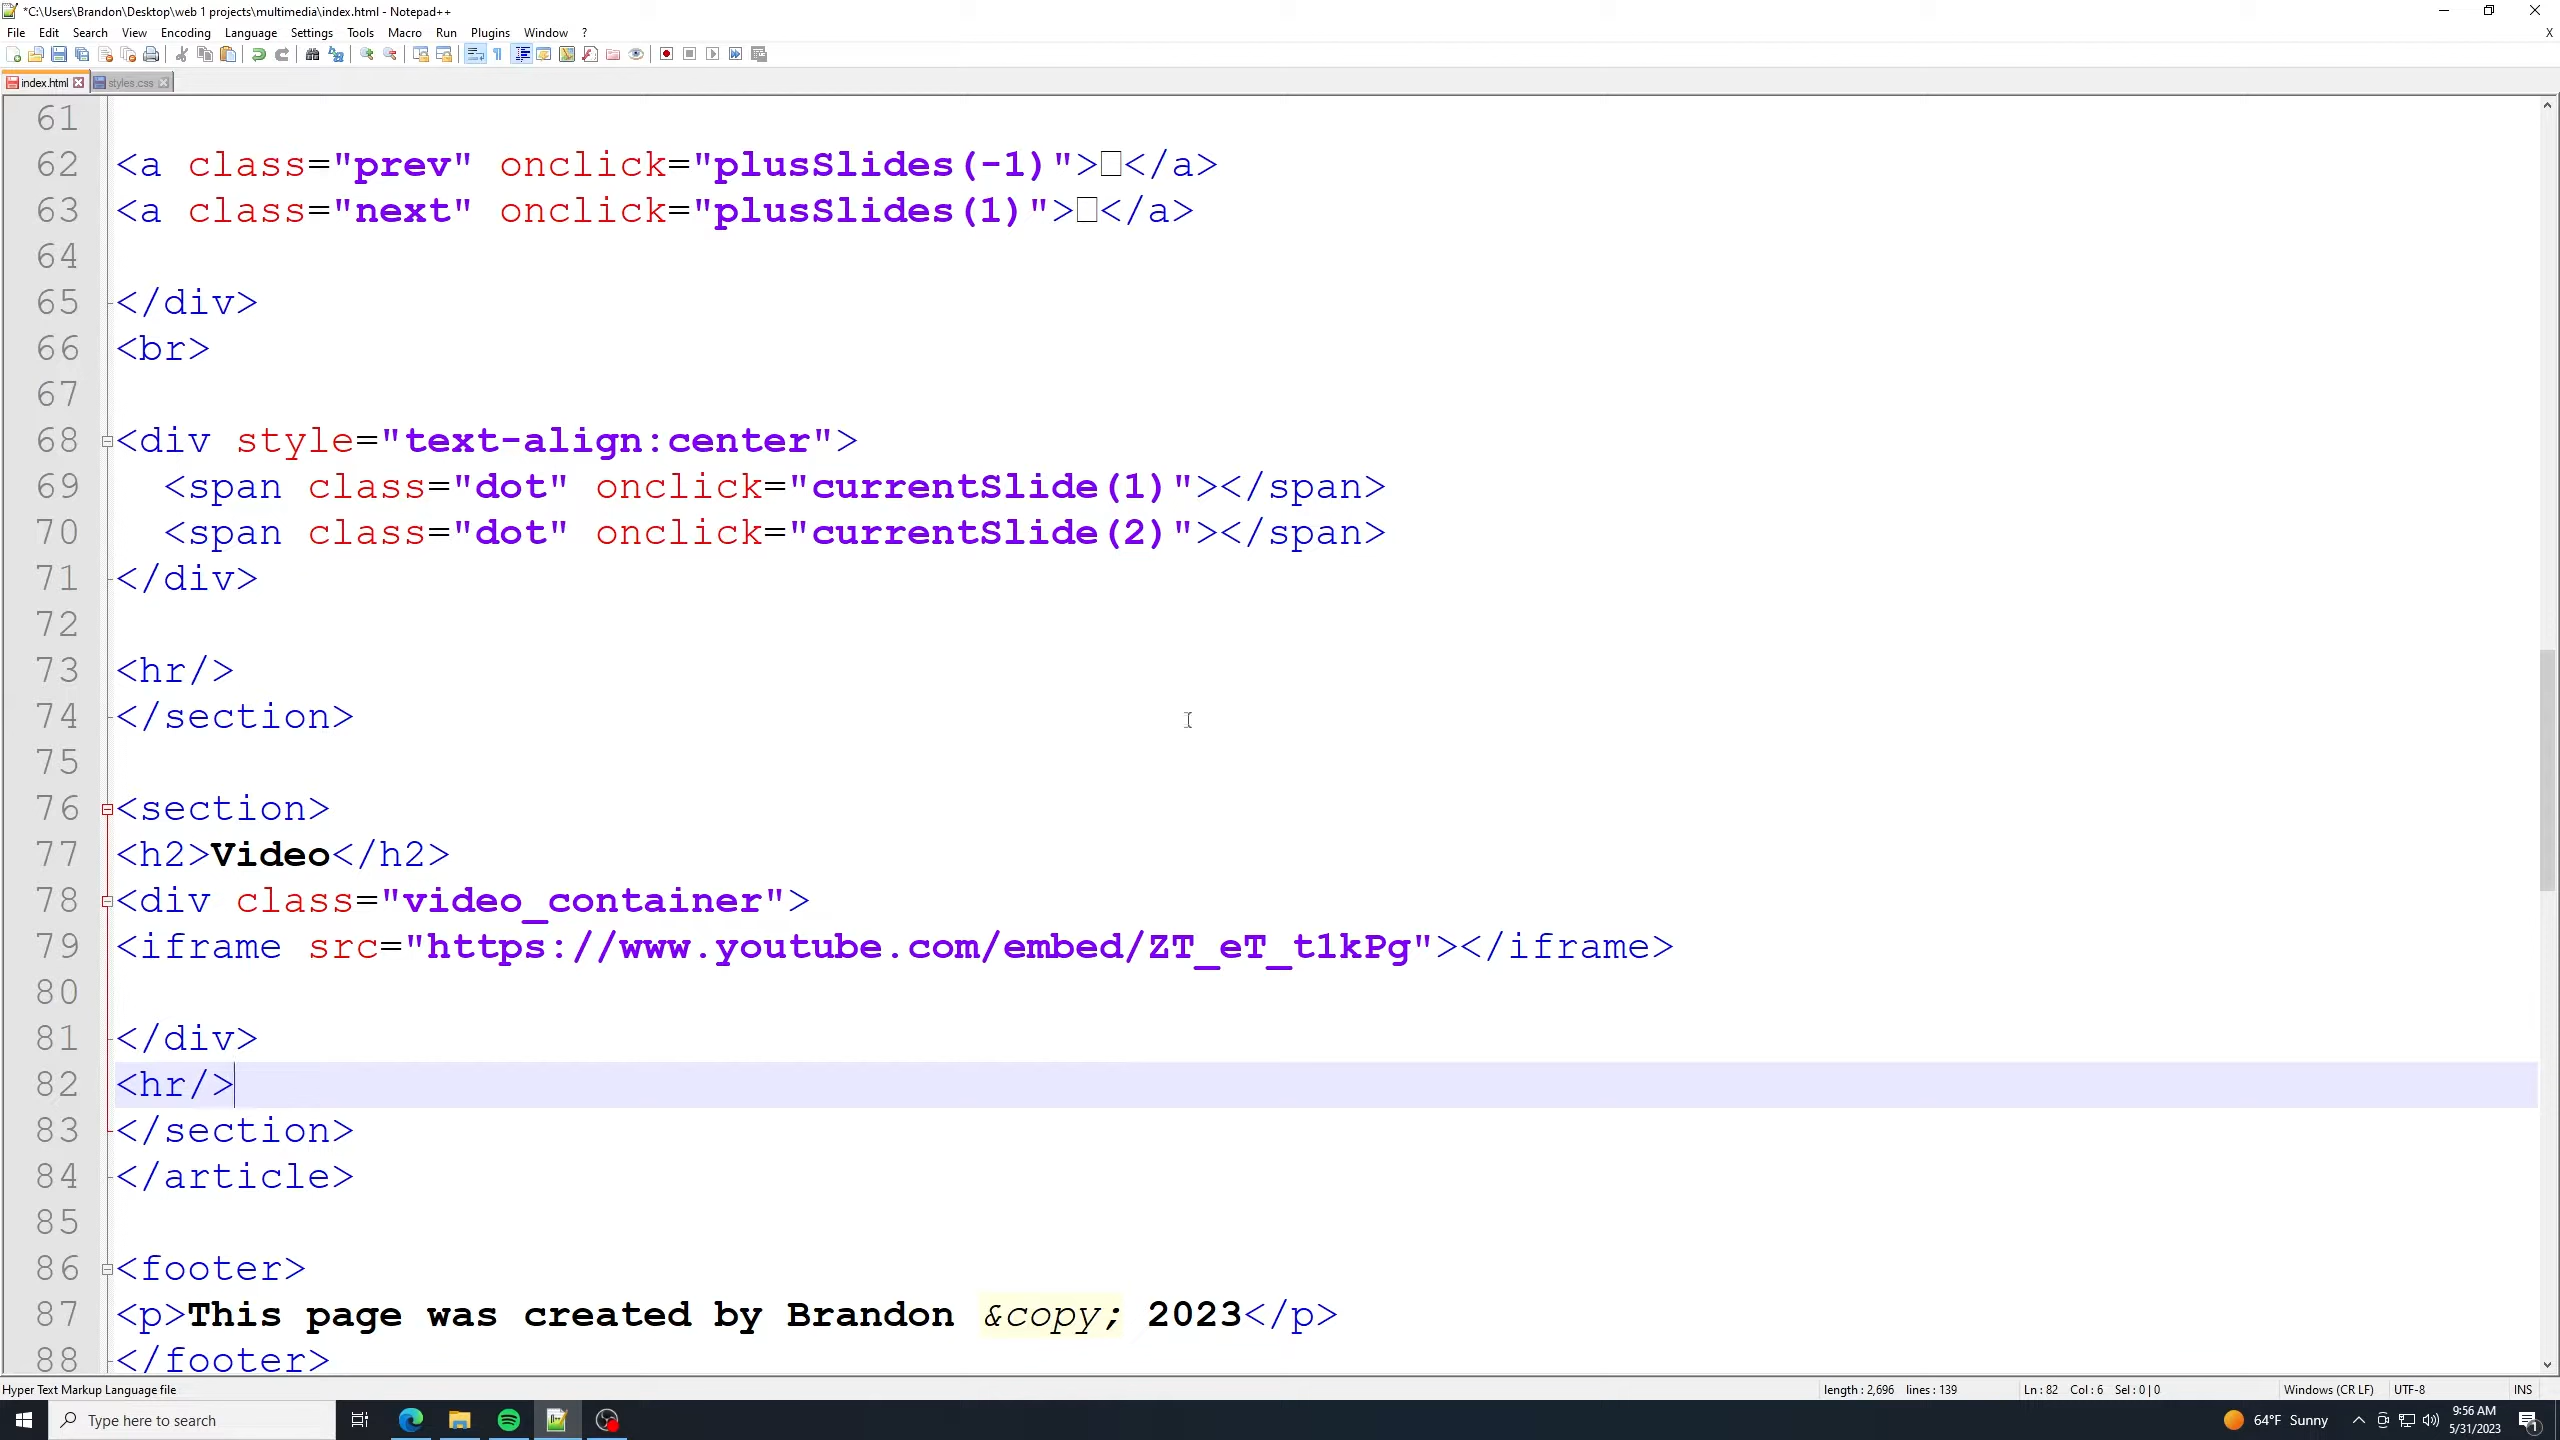 *C:\Users\Brandon\Desktop\web 1 projects\multimedia\index.html - Notepad++
File Edit Search View Encoding Language Settings Tools Macro Run Plugins Window ? X
index.html styles.css
61
62 <a class="prev" onclick="plusSlides(-1)">□</a>
63 <a class="next" onclick="plusSlides(1)">□</a>
64
65 </div>
66 <br>
67
68 <div style="text-align:center">
69 <span class="dot" onclick="currentSlide(1)"></span>
70 <span class="dot" onclick="currentSlide(2)"></span>
71 </div>
72
73 <hr/>
74 </section>
75
76 <section>
77 <h2>Video</h2>
78 <div class="video_container">
79 <iframe src="https://www.youtube.com/embed/ZT_eT_t1kPg"></iframe>
80
81 </div>
82 <hr/>
83 </section>
84 </article>
85
86 <footer>
87 <p>This page was created by Brandon &copy; 2023</p>
88 </footer>
Hyper Text Markup Language file length : 2,696 lines : 139 Ln : 82 Col : 6 Sel : 0 | 0 Windows (CR LF) UTF-8 INS
Type here to search 64°F Sunny 9:56 AM
5/31/2023 1